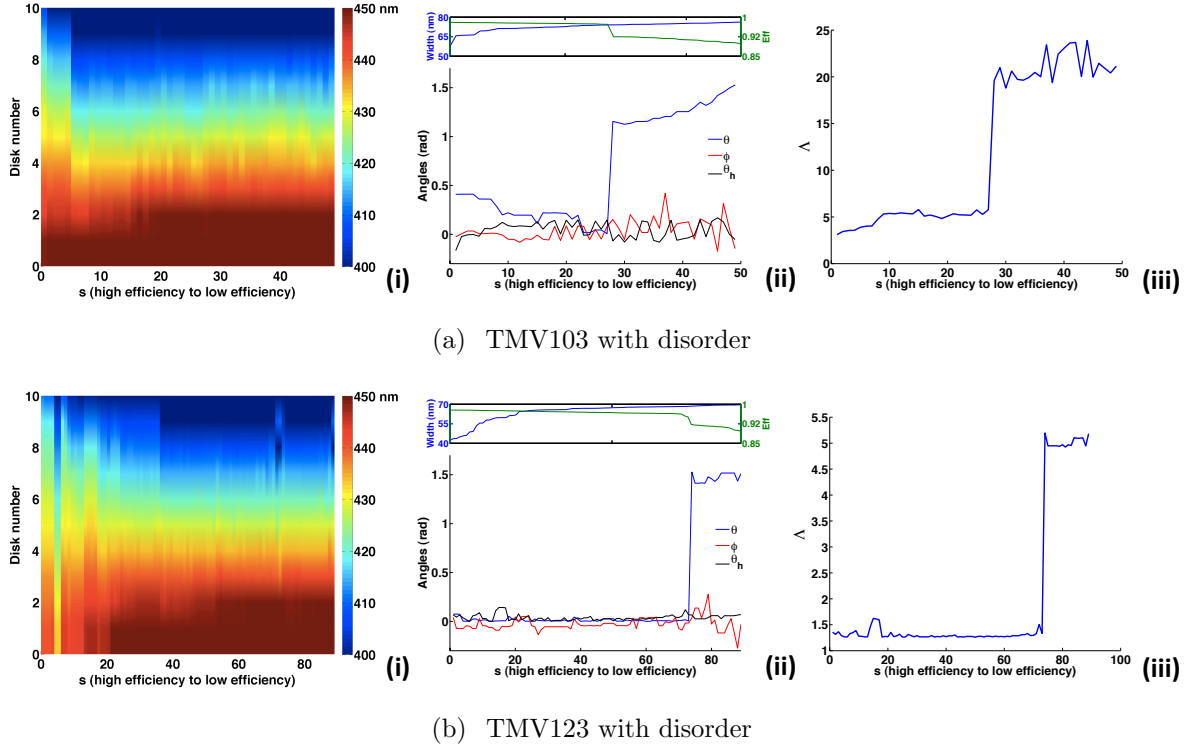 Disk number
10
8
6
4
2
0
0
10
20
30
40
s (high efficiency to low efficiency)
450 nm
440
430
420
410
400
(i)
Width (nm)
80
65
50
1
0.92
0.85
Eff
Angles (rad)
1.5
1
0.5
0
θ
ϕ
θh
0
10
20
30
40
50
s (high efficiency to low efficiency)
(ii)
Λ
25
20
15
10
5
0
0
10
20
30
40
50
s (high efficiency to low efficiency)
(iii)
(a) TMV103 with disorder
Disk number
10
8
6
4
2
0
0
20
40
60
80
s (high efficiency to low efficiency)
450 nm
440
430
420
410
400
(i)
Width (nm)
70
55
40
1
0.92
0.85
Eff
Angles (rad)
1.5
1
0.5
0
θ
ϕ
θh
0
20
40
60
80
s (high efficiency to low efficiency)
(ii)
Λ
5.5
5
4.5
4
3.5
3
2.5
2
1.5
1
0
20
40
60
80
100
s (high efficiency to low efficiency)
(iii)
(b) TMV123 with disorder